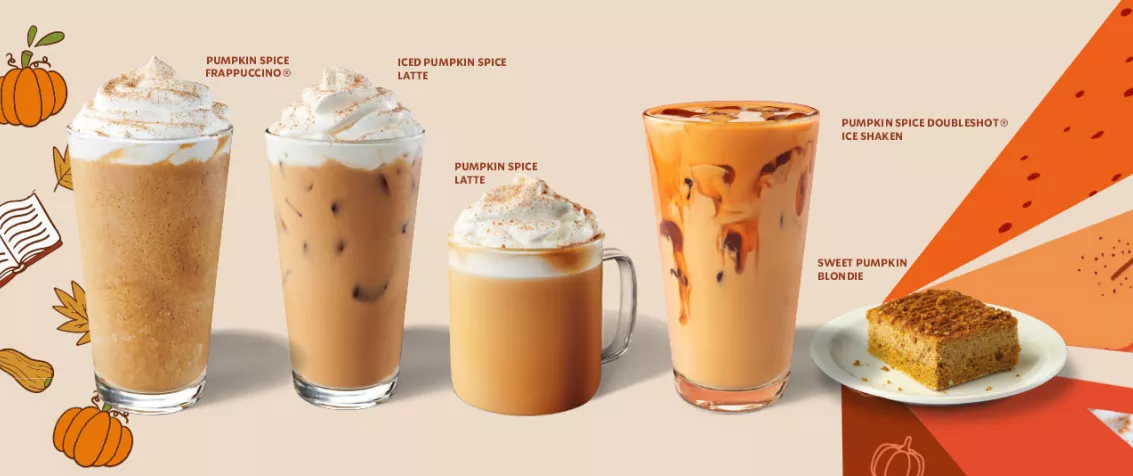 PUMPKIN SPICE
FRAPPUCCINO®
ICED PUMPKIN SPICE
LATTE
PUMPKIN SPICE
LATTE
PUMPKIN SPICE DOUBLESHOT®
ICE SHAKEN
SWEET PUMPKIN
BLONDIE